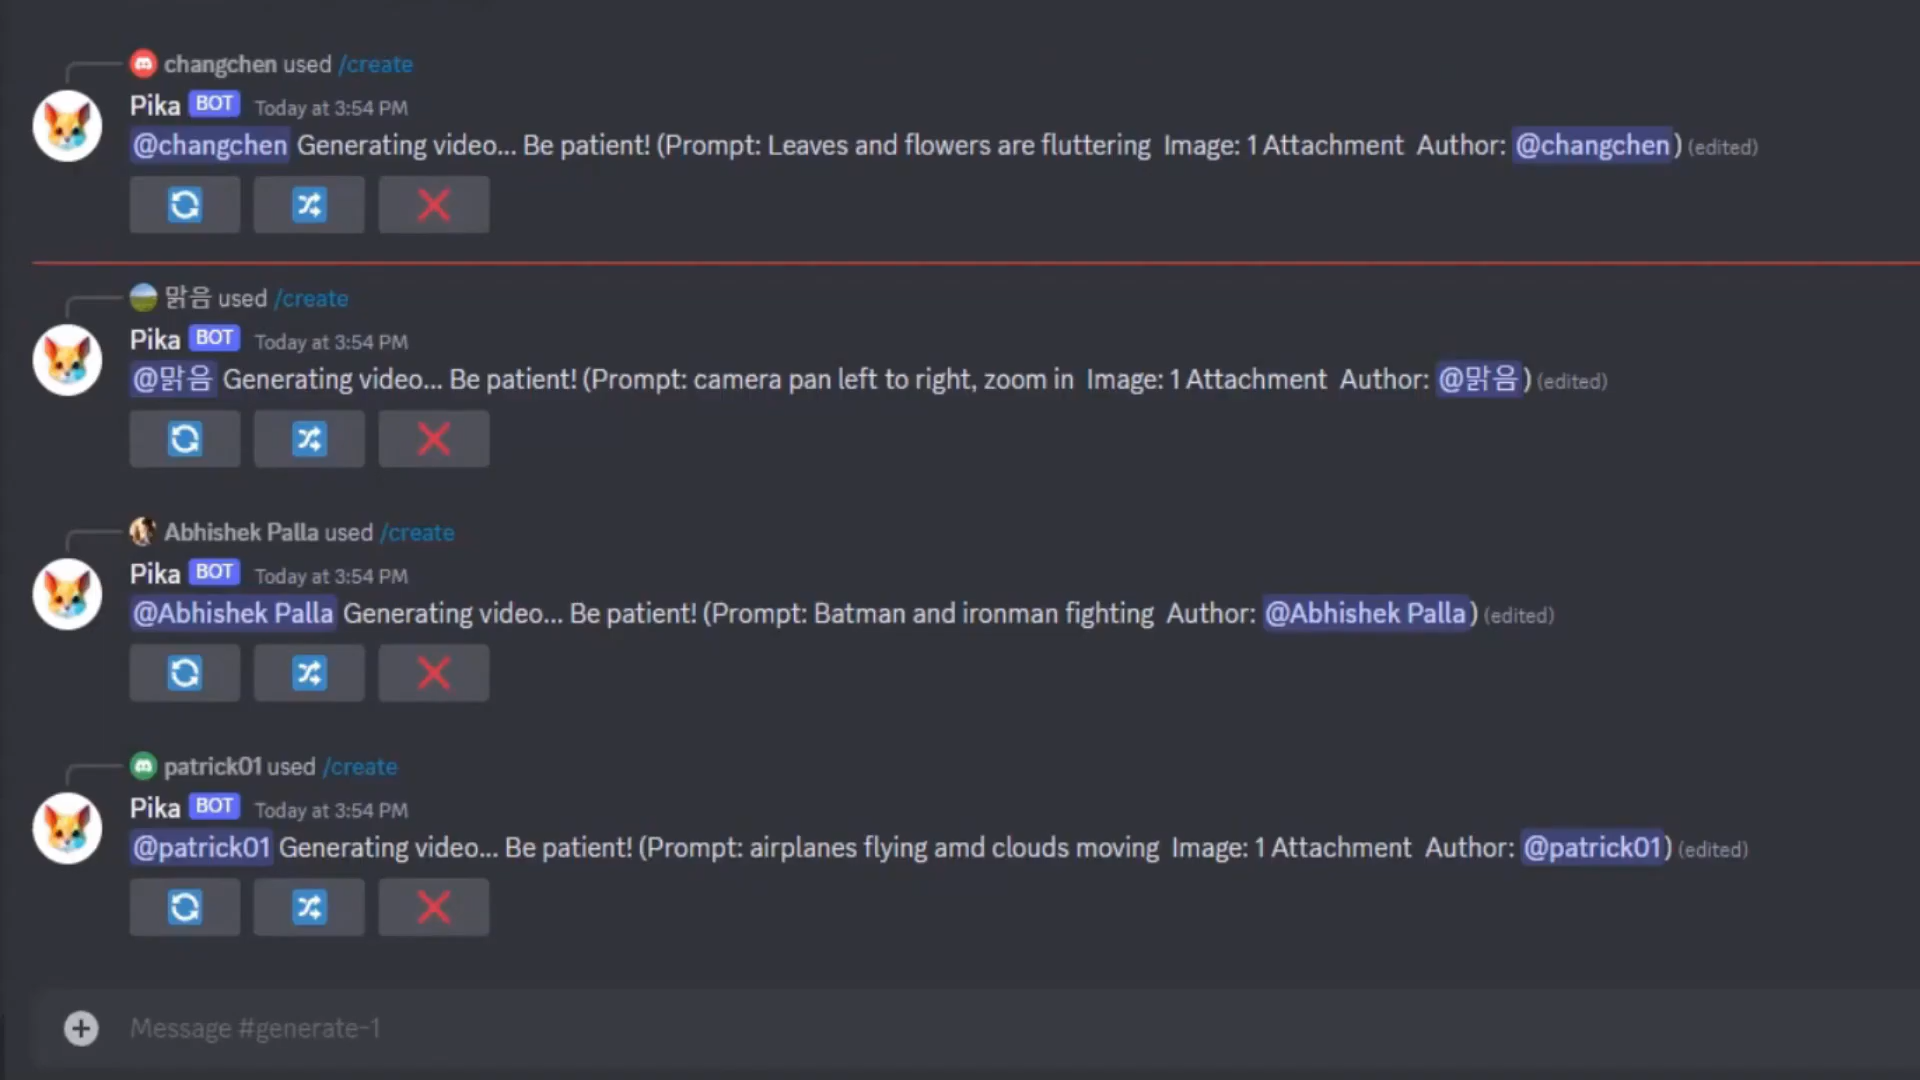 changchen used /create
Pika BOT Today at 3:54 PM
@changchen Generating video... Be patient! (Prompt: Leaves and flowers are fluttering Image: 1 Attachment Author: @changchen) (edited)
맑음 used /create
Pika BOT Today at 3:54 PM
@맑음 Generating video... Be patient! (Prompt: camera pan left to right, zoom in Image: 1 Attachment Author: @맑음) (edited)
Abhishek Palla used /create
Pika BOT Today at 3:54 PM
@Abhishek Palla Generating video... Be patient! (Prompt: Batman and ironman fighting Author: @Abhishek Palla) (edited)
patrick01 used /create
Pika BOT Today at 3:54 PM
@patrick01 Generating video... Be patient! (Prompt: airplanes flying amd clouds moving Image: 1 Attachment Author: @patrick01) (edited)
Message #generate-1